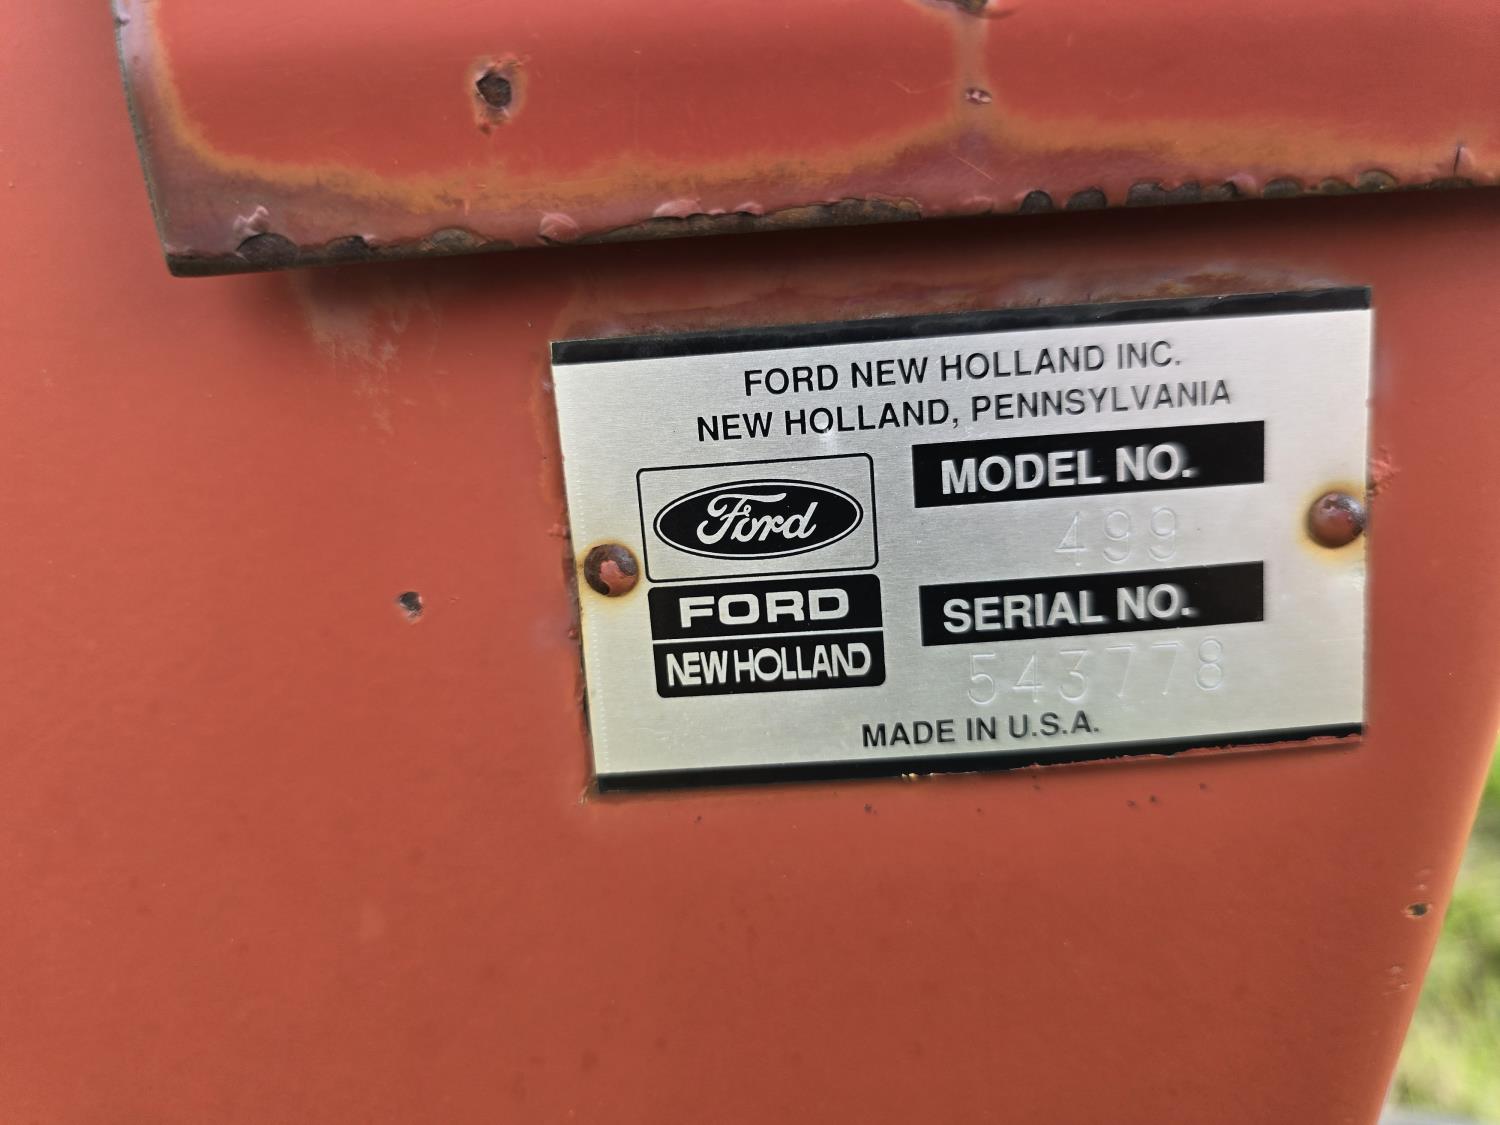 FORD NEW HOLLAND INC.
NEW HOLLAND, PENNSYLVANIA
Ford
FORD
NEW HOLLAND
MODEL NO.
499
SERIAL NO.
543778
MADE IN U.S.A.